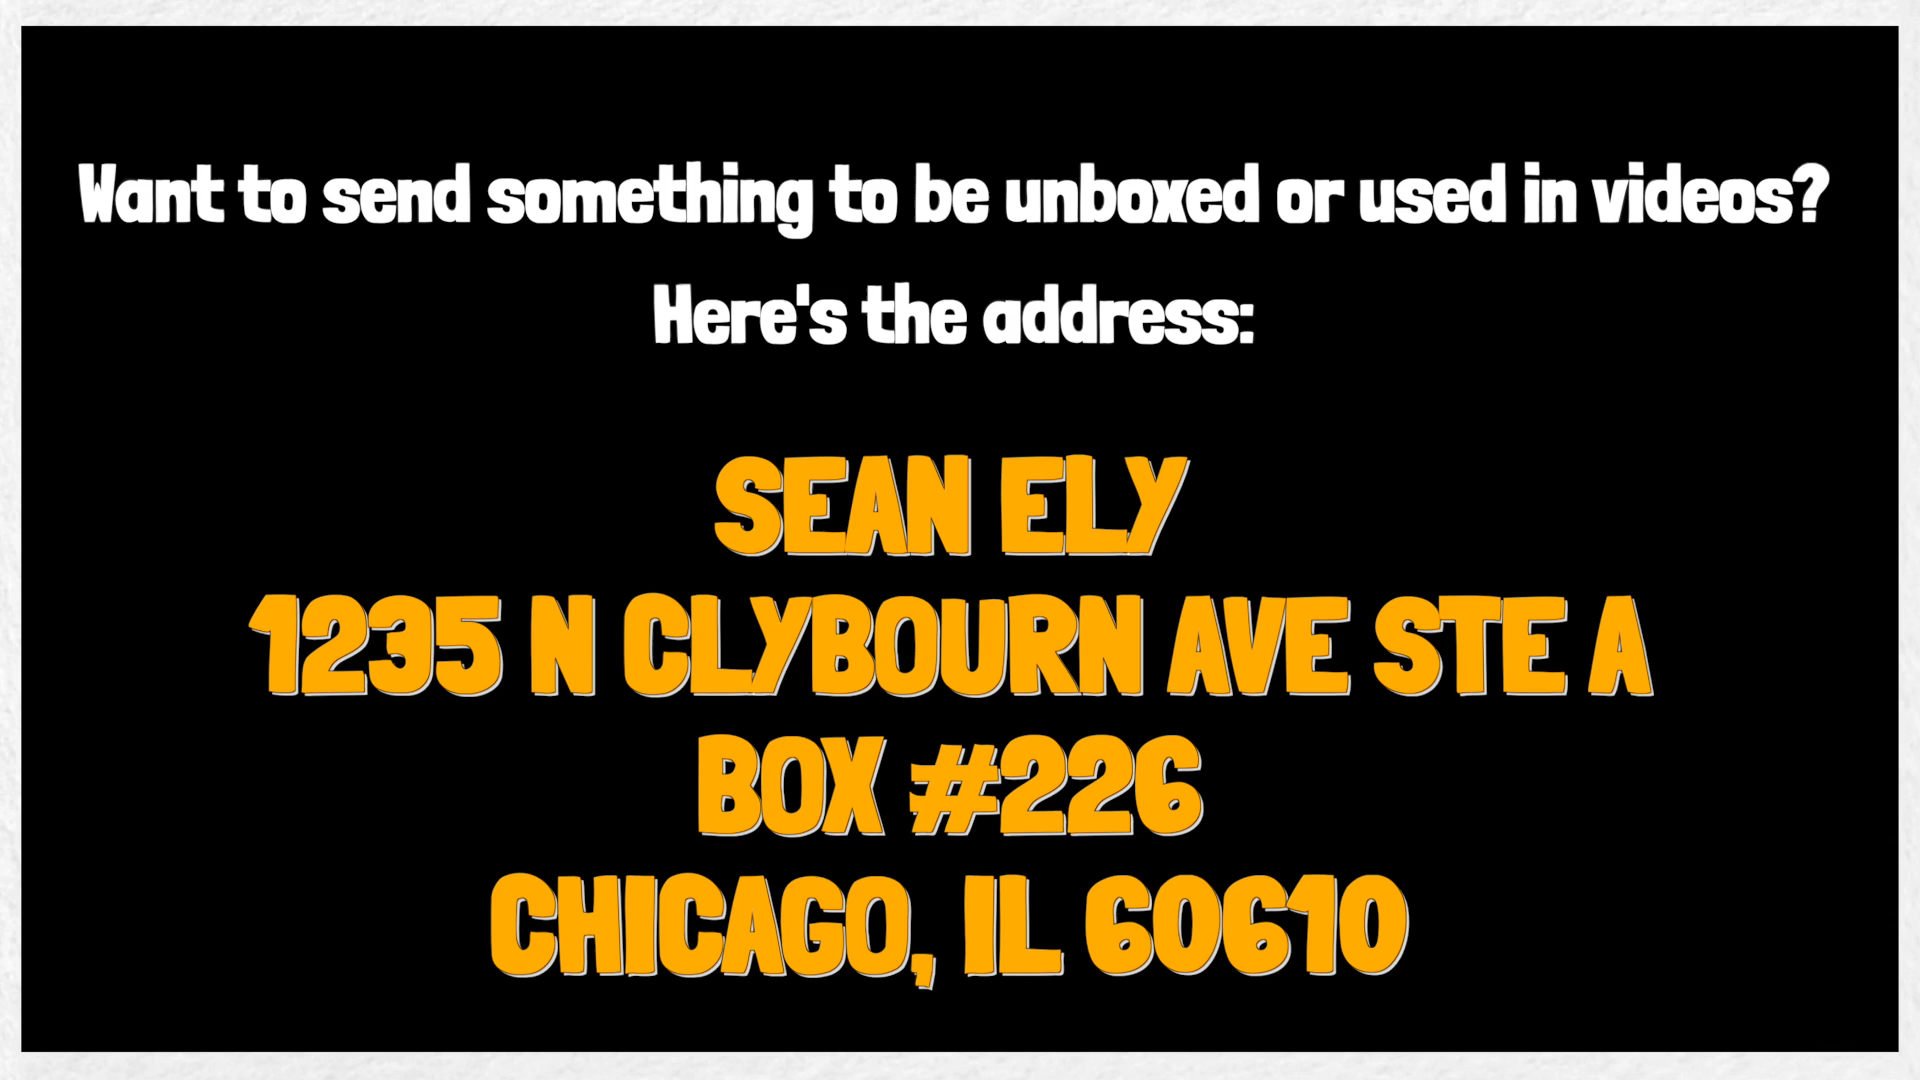 Want to send something to be unboxed or used in videos?
Here's the address:
SEAN ELY
1235 N CLYBOURN AVE STE A
BOX #226
CHICAGO, IL 60610